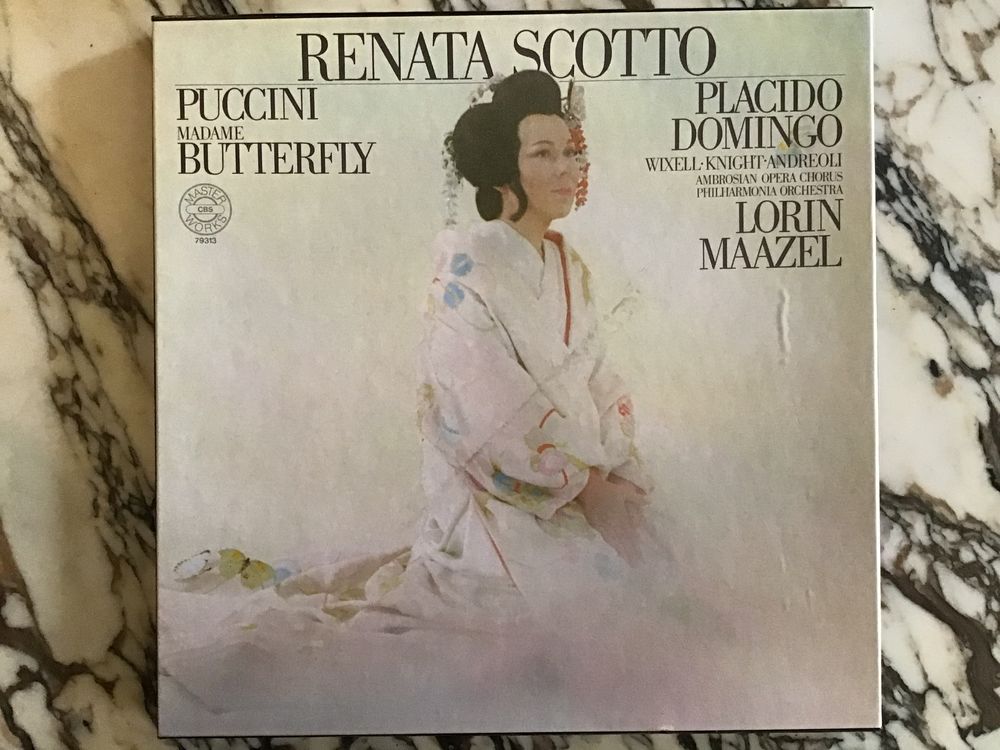 RENATA SCOTTO
PUCCINI
MADAME
BUTTERFLY
MASTER
CBS
WORKS
79313
PLACIDO
DOMINGO
WIXELL·KNIGHT·ANDREOLI
AMBROSIAN OPERA CHORUS
PHILHARMONIA ORCHESTRA
LORIN
MAAZEL